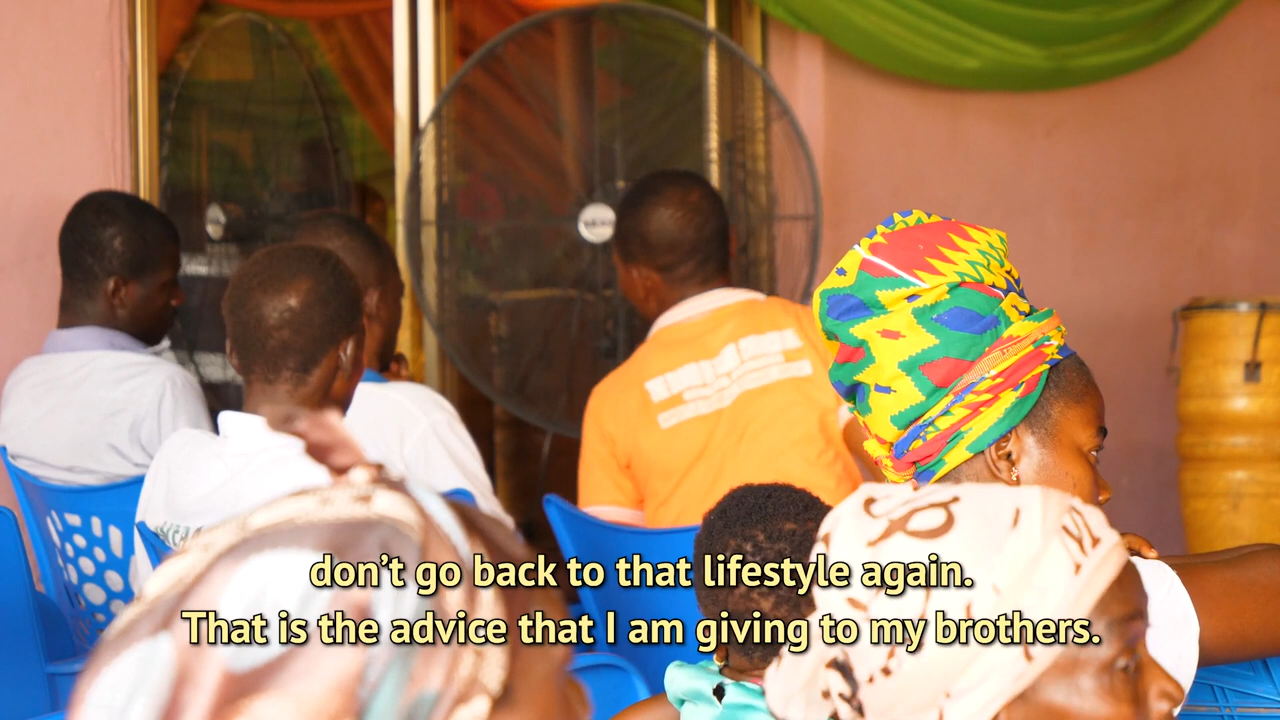 don’t go back to that lifestyle again.
That is the advice that I am giving to my brothers.